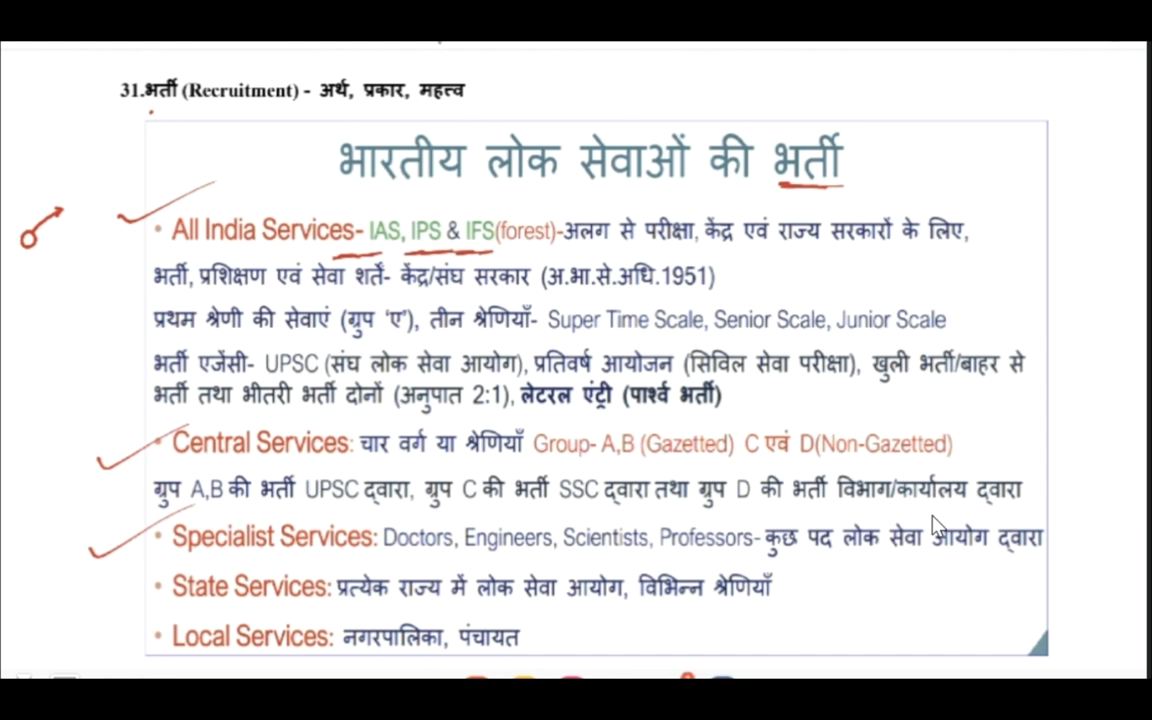 31.भर्ती (Recruitment) - अर्थ, प्रकार, महत्त्व
भारतीय लोक सेवाओं की भर्ती
• All India Services- IAS, IPS & IFS(forest)-अलग से परीक्षा, केंद्र एवं राज्य सरकारों के लिए,
भर्ती, प्रशिक्षण एवं सेवा शर्तें- केंद्र/संघ सरकार (अ.भा.से.अधि.1951)
प्रथम श्रेणी की सेवाएं (ग्रुप ‘ए’), तीन श्रेणियाँ- Super Time Scale, Senior Scale, Junior Scale
भर्ती एजेंसी- UPSC (संघ लोक सेवा आयोग), प्रतिवर्ष आयोजन (सिविल सेवा परीक्षा), खुली भर्ती/बाहर से
भर्ती तथा भीतरी भर्ती दोनों (अनुपात 2:1), लेटरल एंट्री (पार्श्व भर्ती)
• Central Services: चार वर्ग या श्रेणियाँ Group- A,B (Gazetted) C एवं D(Non-Gazetted)
ग्रुप A,B की भर्ती UPSC द्वारा, ग्रुप C की भर्ती SSC द्वारा तथा ग्रुप D की भर्ती विभाग/कार्यालय द्वारा
• Specialist Services: Doctors, Engineers, Scientists, Professors- कुछ पद लोक सेवा आयोग द्वारा
• State Services: प्रत्येक राज्य में लोक सेवा आयोग, विभिन्न श्रेणियाँ
• Local Services: नगरपालिका, पंचायत